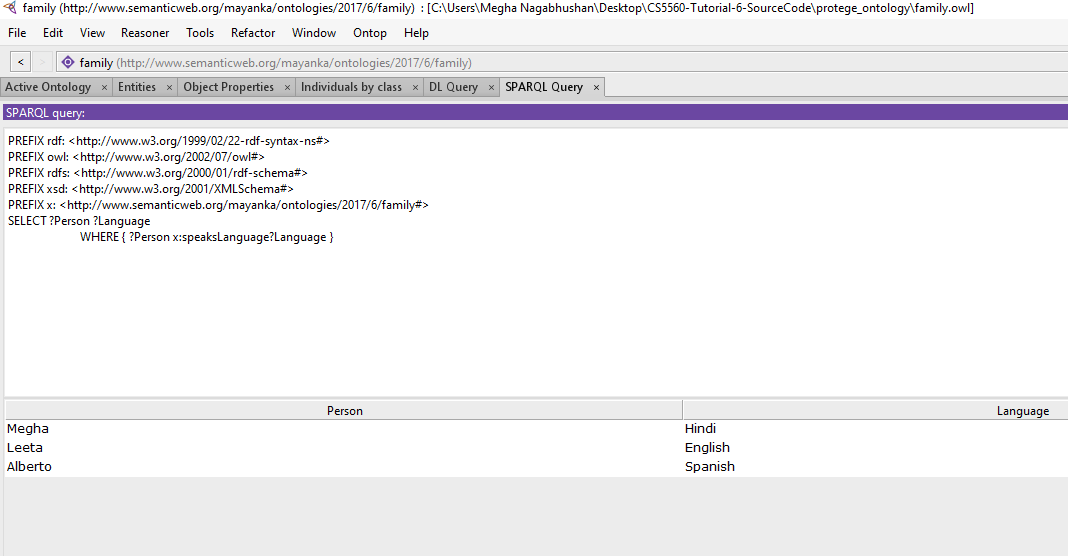 family (http://www.semanticweb.org/mayanka/ontologies/2017/6/family) : [C:\Users\Megha Nagabhushan\Desktop\CS5560-Tutorial-6-SourceCode\protege_ontology\family.owl]
File Edit View Reasoner Tools Refactor Window Ontop Help
< > family (http://www.semanticweb.org/mayanka/ontologies/2017/6/family)
Active Ontology × Entities × Object Properties × Individuals by class × DL Query × SPARQL Query ×
SPARQL query:
PREFIX rdf: <http://www.w3.org/1999/02/22-rdf-syntax-ns#>
PREFIX owl: <http://www.w3.org/2002/07/owl#>
PREFIX rdfs: <http://www.w3.org/2000/01/rdf-schema#>
PREFIX xsd: <http://www.w3.org/2001/XMLSchema#>
PREFIX x: <http://www.semanticweb.org/mayanka/ontologies/2017/6/family#>
SELECT ?Person ?Language
WHERE { ?Person x:speaksLanguage?Language }
Person Language
Megha Hindi
Leeta English
Alberto Spanish